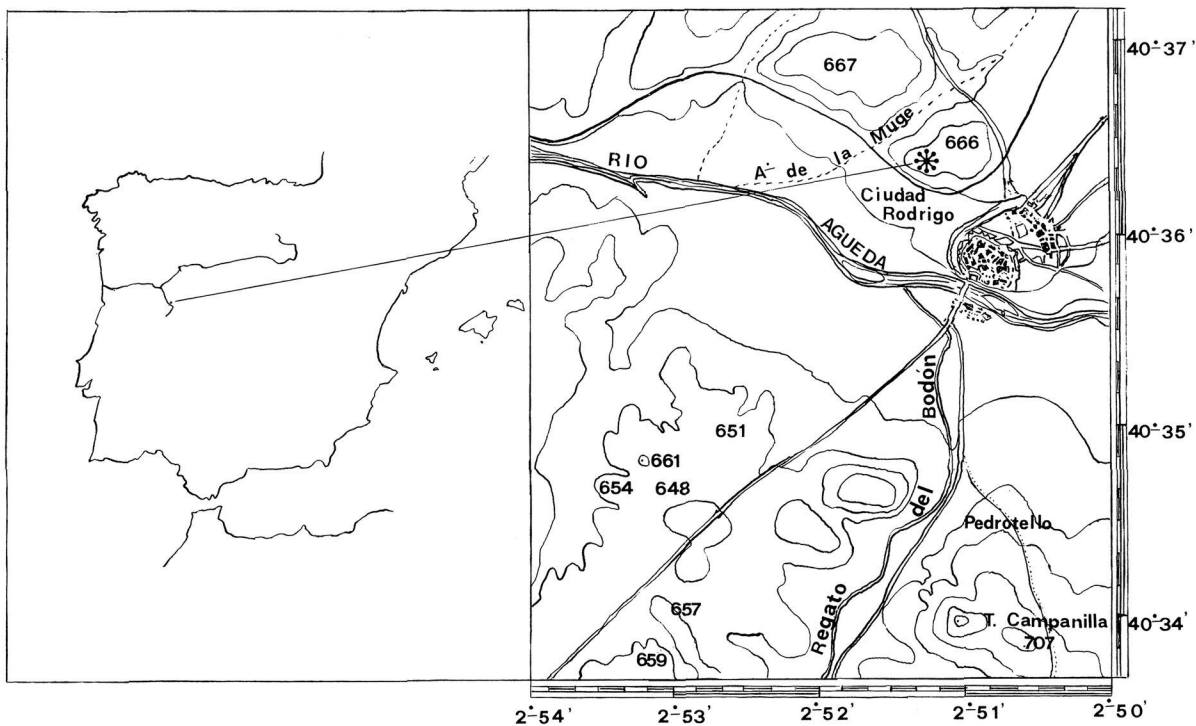 40°37'
667
666
A° de la Muge
RIO
AGUEDA
Ciudad
Rodrigo
40°36'
Bodón
40°35'
651
661
654
648
del
Pedrotello
Regato
657
659
T. Campanilla
707
40°34'
2°54'
2°53'
2°52'
2°51'
2°50'